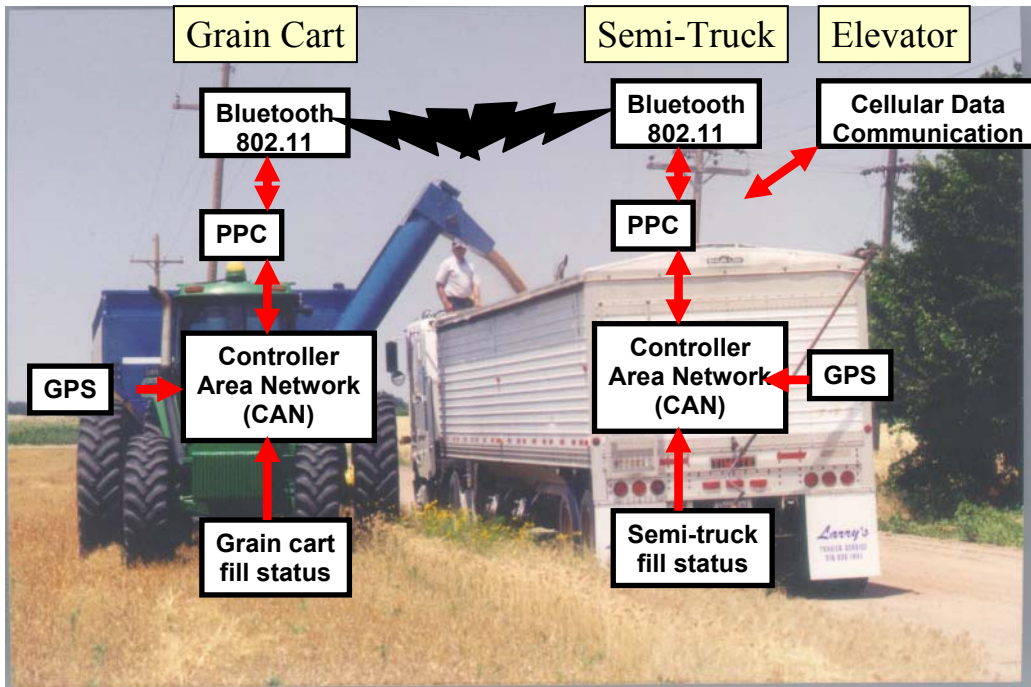 Grain Cart
Semi-Truck
Elevator
Bluetooth
802.11
Bluetooth
802.11
Cellular Data
Communication
PPC
PPC
Controller
Area Network
(CAN)
Controller
Area Network
(CAN)
GPS
GPS
Grain cart
fill status
Semi-truck
fill status
Larry's